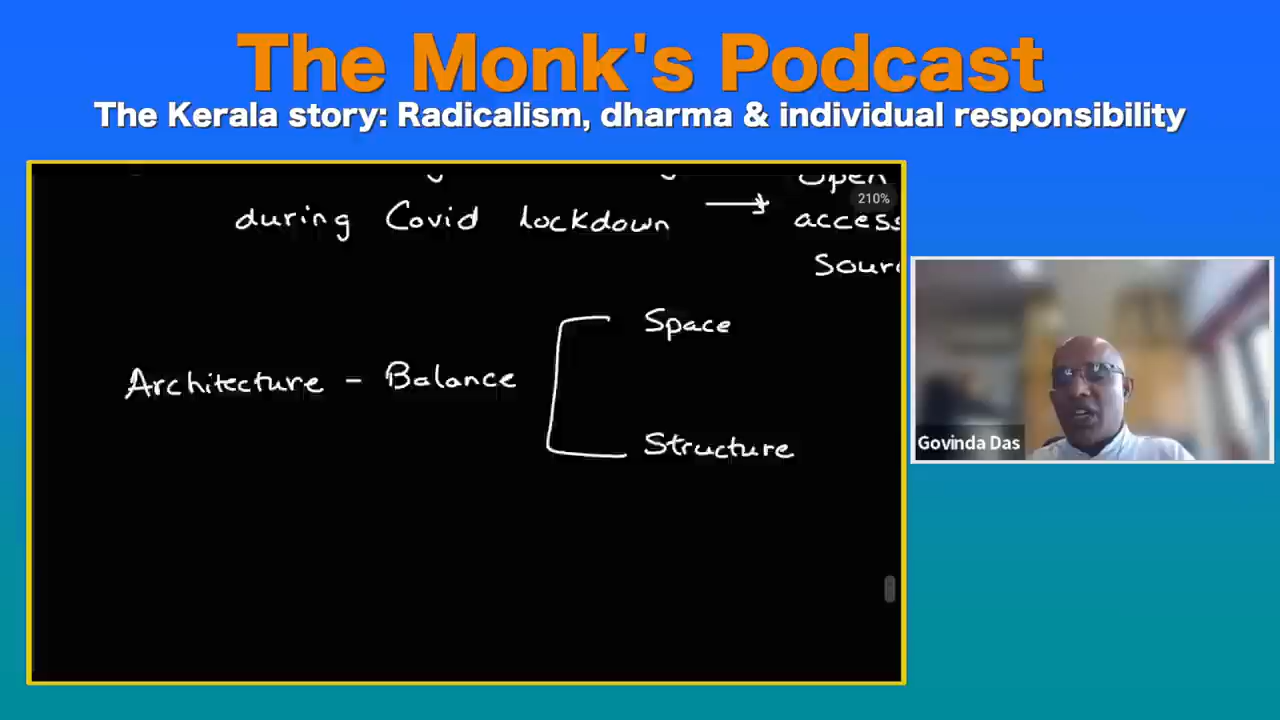 The Monk's Podcast
The Kerala story: Radicalism, dharma & individual responsibility
Open
210%
during Covid lockdown → access
Space
Architecture - Balance
Structure
Govinda Das